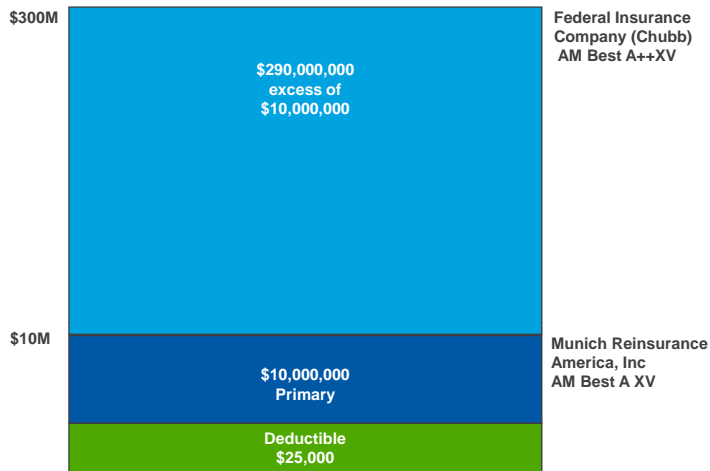 $300M
Federal Insurance
Company (Chubb)
AM Best A++XV
$290,000,000
excess of
$10,000,000
$10M
Munich Reinsurance
America, Inc
AM Best A XV
$10,000,000
Primary
Deductible
$25,000